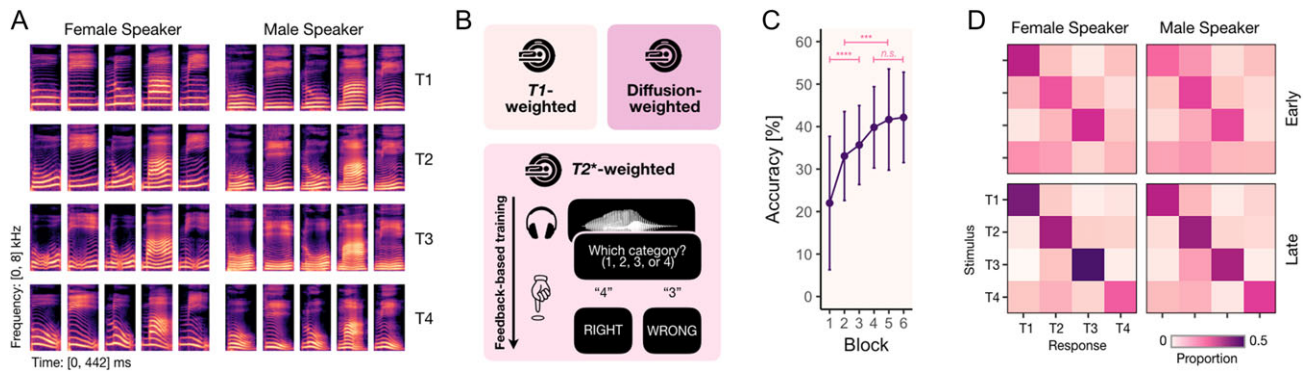 A
Female Speaker
Male Speaker
T1
T2
T3
T4
Frequency: [0, 8] kHz
Time: [0, 442] ms
B
T1-
weighted
Diffusion-
weighted
T2*-weighted
Feedback-based training
Which category?
(1, 2, 3, or 4)
“4”
“3”
RIGHT
WRONG
C
Accuracy [%]
60
50
40
30
20
10
0
***
****
n.s.
1 2 3 4 5 6
Block
D
Female Speaker
Male Speaker
Early
Late
Stimulus
T1
T2
T3
T4
T1 T2 T3 T4
Response
0 0.5
Proportion